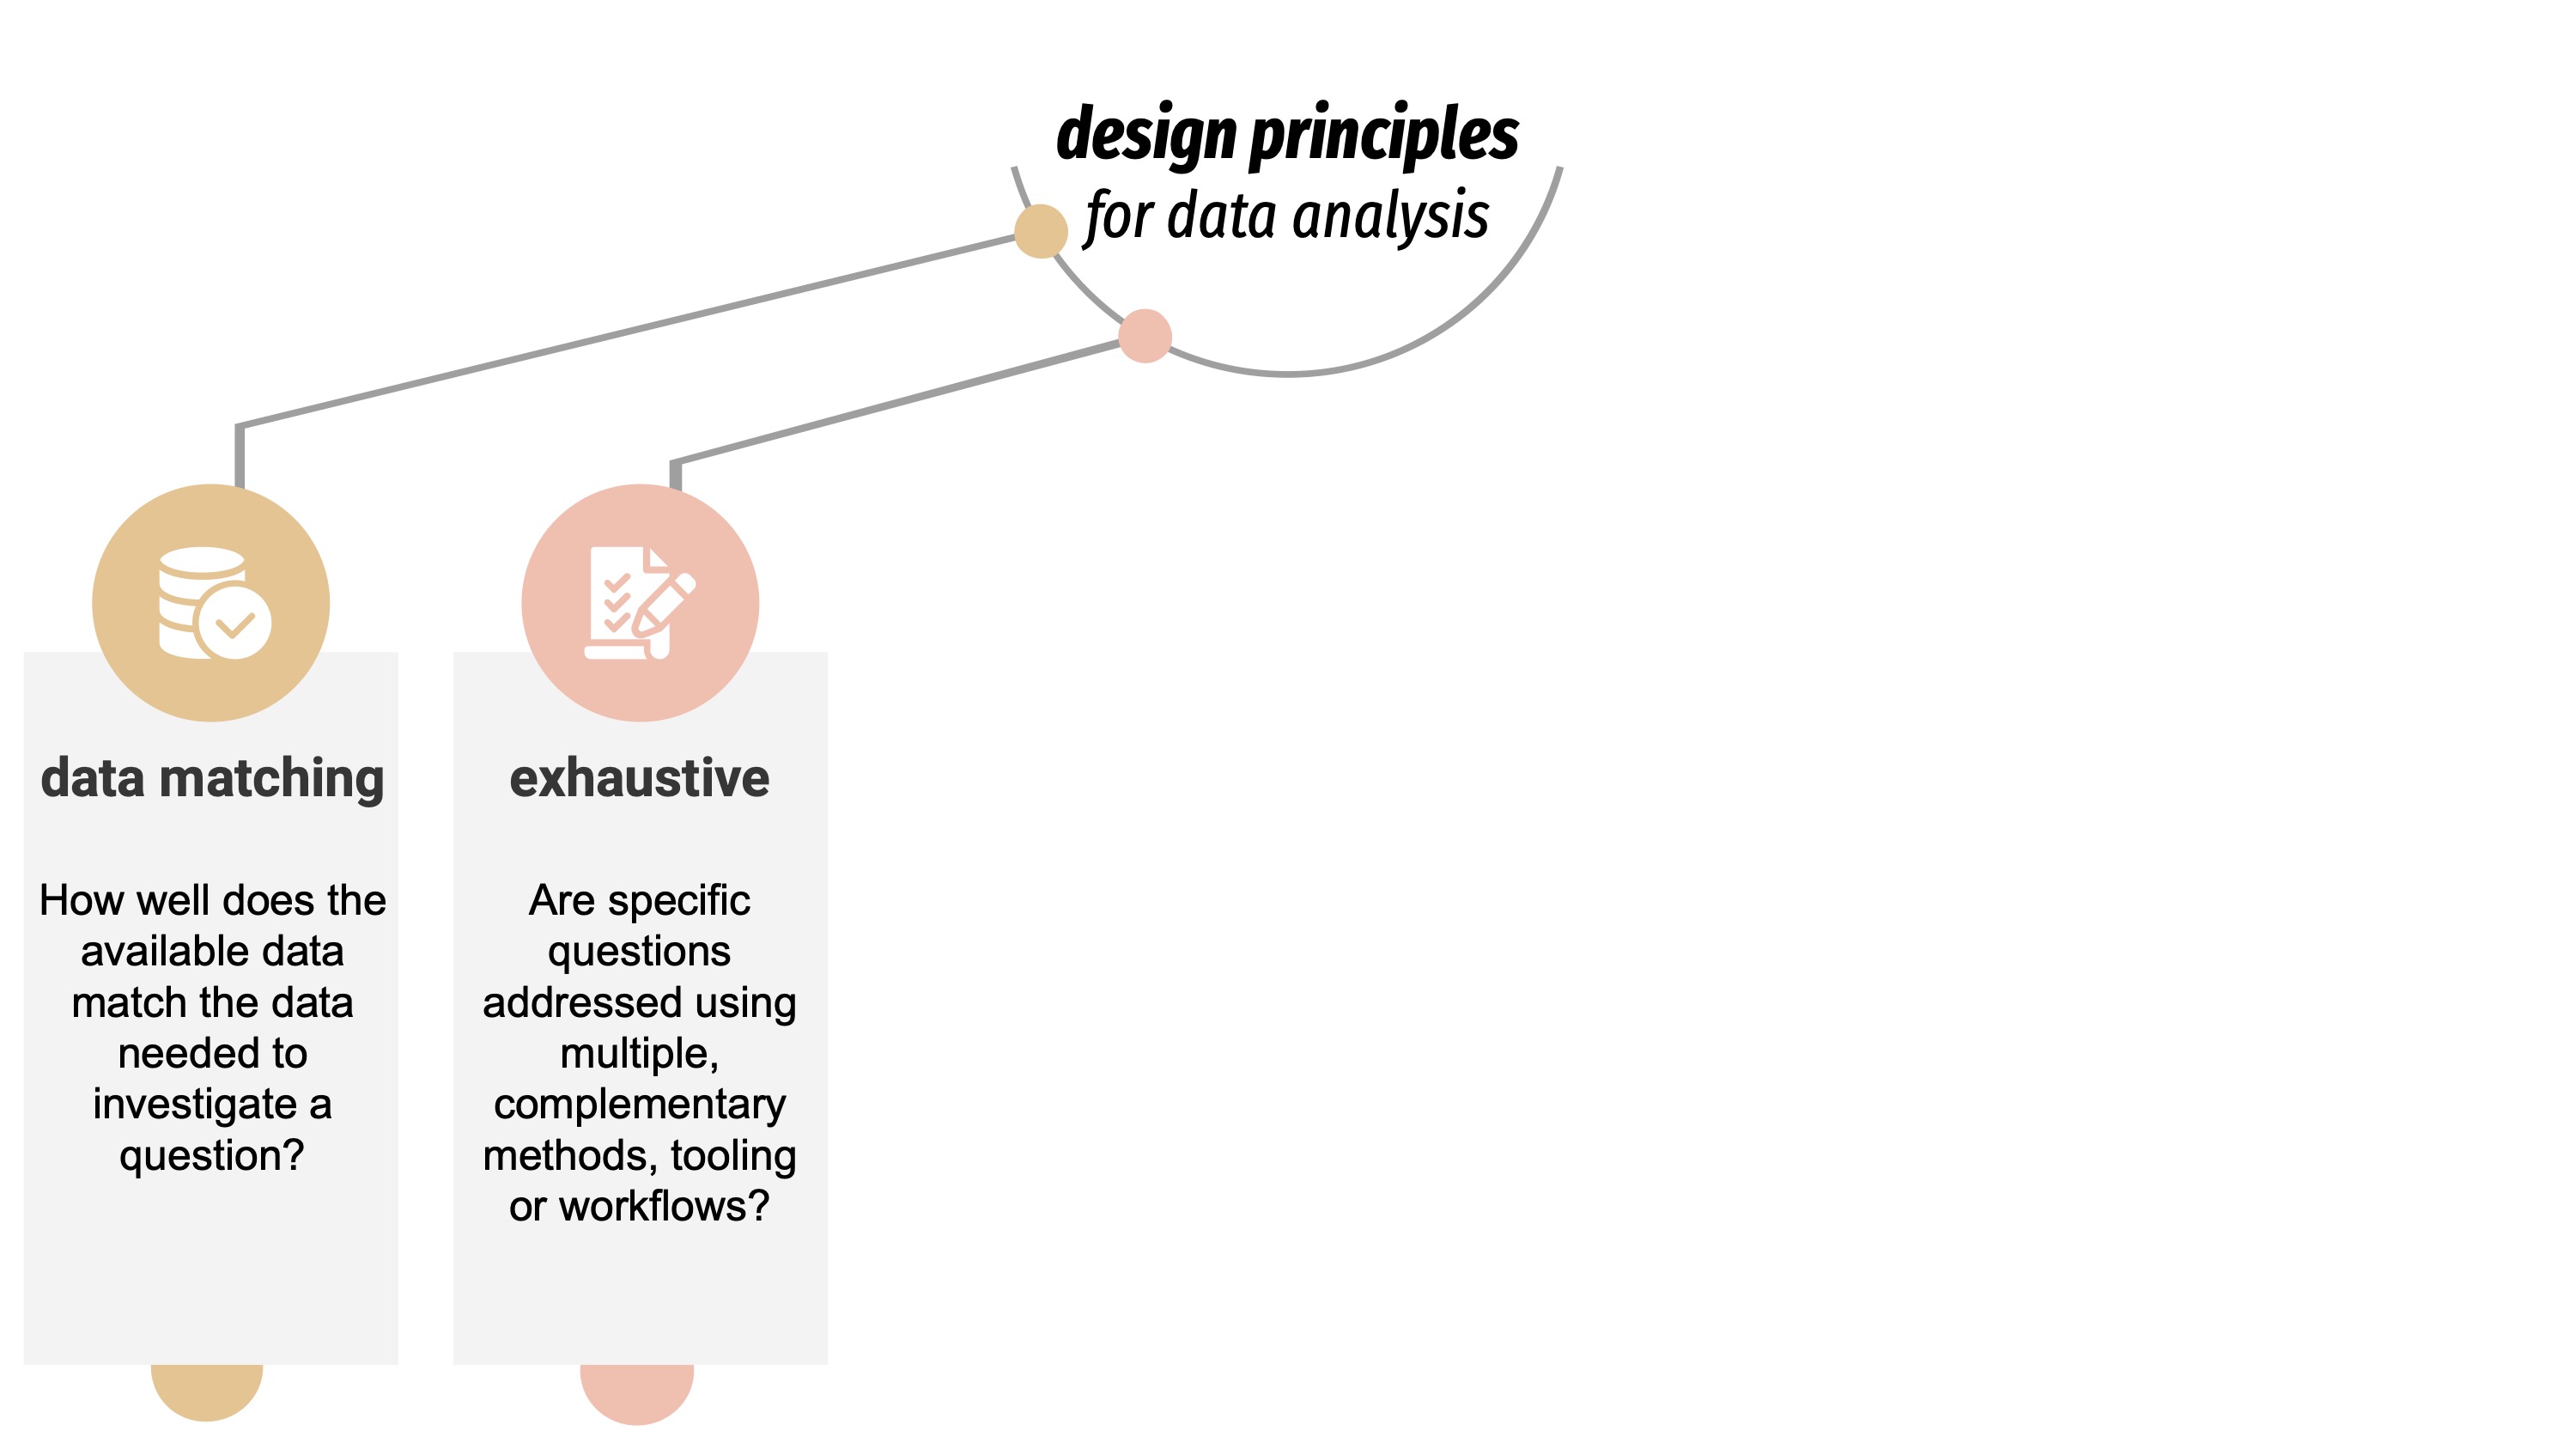 design principles
for data analysis
data matching
How well does the
available data
match the data
needed to
investigate a
question?
exhaustive
Are specific
questions
addressed using
multiple,
complementary
methods, tooling
or workflows?